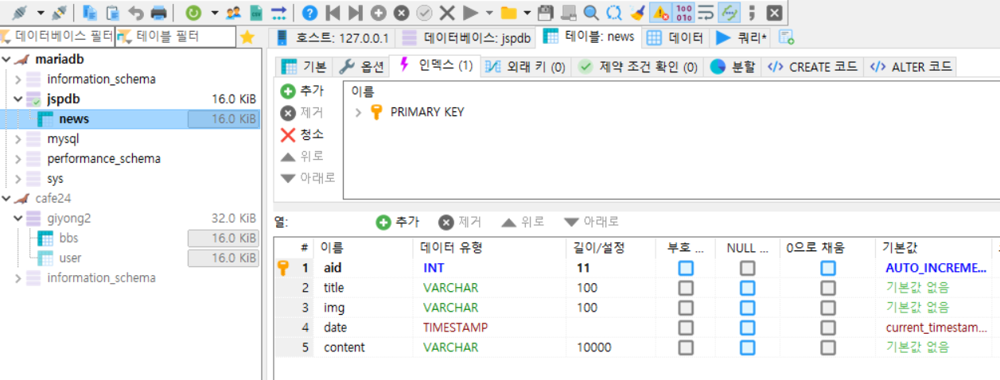 데이터베이스 필터 테이블 필터
호스트: 127.0.0.1 데이터베이스: jspdb 테이블: news 데이터 쿼리*
mariadb
information_schema
jspdb 16.0 KiB
news 16.0 KiB
mysql
performance_schema
sys
cafe24
giyong2 32.0 KiB
bbs 16.0 KiB
user 16.0 KiB
information_schema
기본 옵션 인덱스 (1) 외래 키 (0) 제약 조건 확인 (0) 분할 </> CREATE 코드 </> ALTER 코드
추가
제거
청소
위로
아래로
이름
PRIMARY KEY
열: 추가 제거 위로 아래로
# 이름 데이터 유형 길이/설정 부호 ... NULL ... 0으로 채움 기본값
1 aid INT 11 AUTO_INCREME...
2 title VARCHAR 100 기본값 없음
3 img VARCHAR 100 기본값 없음
4 date TIMESTAMP current_timestam...
5 content VARCHAR 10000 기본값 없음